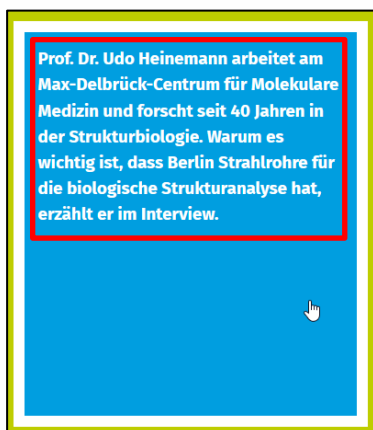 Prof. Dr. Udo Heinemann arbeitet am
Max-Delbrück-Centrum für Molekulare
Medizin und forscht seit 40 Jahren in
der Strukturbiologie. Warum es
wichtig ist, dass Berlin Strahlrohre für
die biologische Strukturanalyse hat,
erzählt er im Interview.